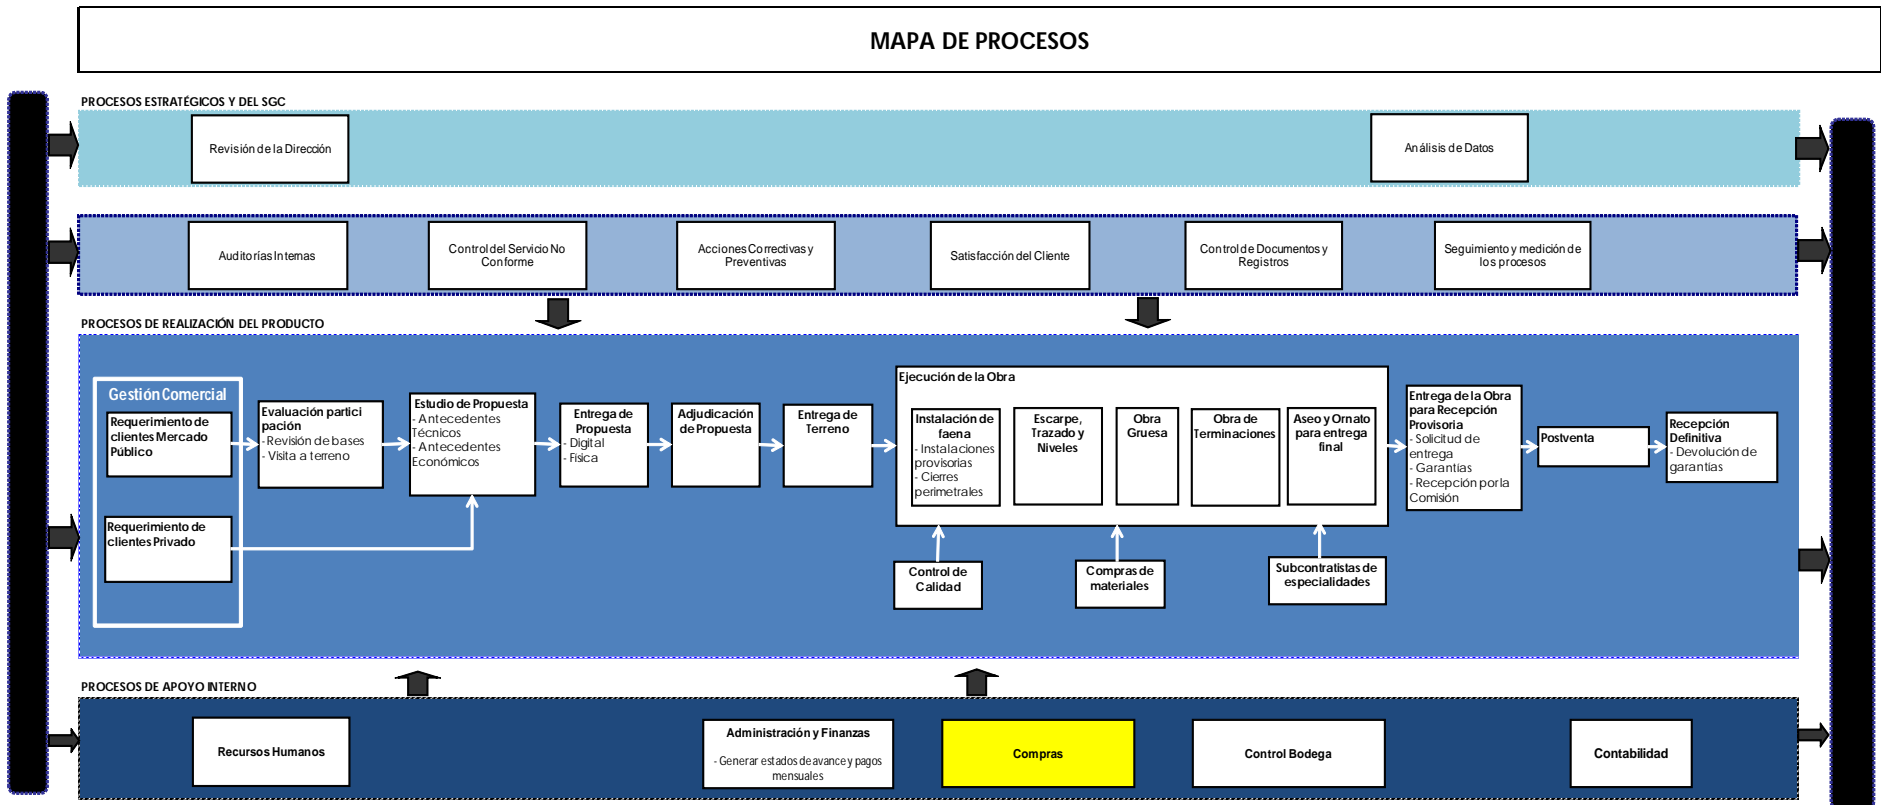 MAPA DE PROCESOS
PROCESOS ESTRATÉGICOS Y DEL SGC
Revisión de la Dirección
Análisis de Datos
Auditorías Internas
Control del Servicio No
Conforme
Acciones Correctivas y
Preventivas
Satisfacción del Cliente
Control de Documentos y
Registros
Seguimiento y medición de
los procesos
PROCESOS DE REALIZACIÓN DEL PRODUCTO
Gestión Comercial
Requerimiento de
clientes Mercado
Público
Requerimiento de
clientes Privado
Evaluación partici
pación
- Revisión de bases
- Visita a terreno
Estudio de Propuesta
- Antecedentes
Técnicos
- Antecedentes
Económicos
Entrega de
Propuesta
- Digital
- Física
Adjudicación
de Propuesta
Entrega de
Terreno
Ejecución de la Obra
Instalación de
faena
- Instalaciones
provisorias
- Cierres
perimetrales
Escarpe,
Trazado y
Niveles
Obra
Gruesa
Obra de
Terminaciones
Aseo y Ornato
para entrega
final
Control de
Calidad
Compras de
materiales
Subcontratistas de
especialidades
Entrega de la Obra
para Recepción
Provisoria
- Solicitud de
entrega
- Garantías
- Recepción por la
Comisión
Postventa
Recepción
Definitiva
- Devolución de
garantías
PROCESOS DE APOYO INTERNO
Recursos Humanos
Administración y Finanzas
- Generar estados de avance y pagos
mensuales
Compras
Control Bodega
Contabilidad